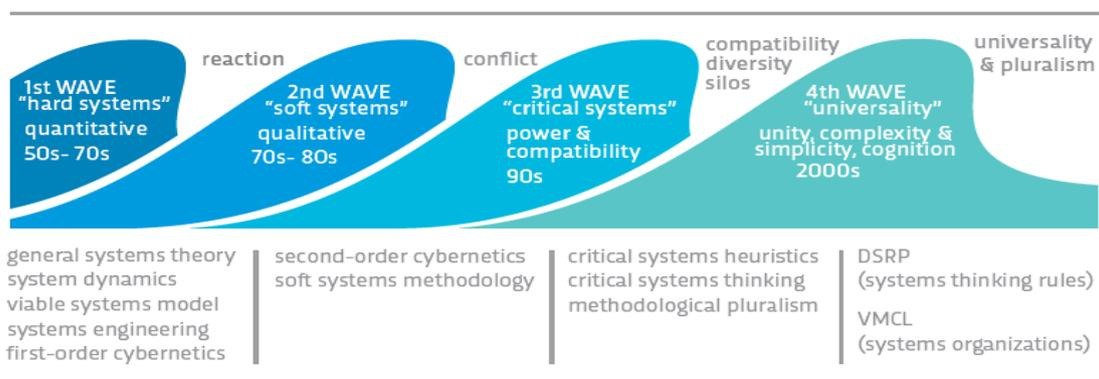 1st WAVE
“hard systems”
quantitative
50s- 70s
reaction
2nd WAVE
“soft systems”
qualitative
70s- 80s
conflict
3rd WAVE
“critical systems”
power &
compatibility
90s
compatibility
diversity
silos
4th WAVE
“universality”
unity, complexity &
simplicity, cognition
2000s
universality
& pluralism
general systems theory
system dynamics
viable systems model
systems engineering
first-order cybernetics
second-order cybernetics
soft systems methodology
critical systems heuristics
critical systems thinking
methodological pluralism
DSRP
(systems thinking rules)
VMCL
(systems organizations)